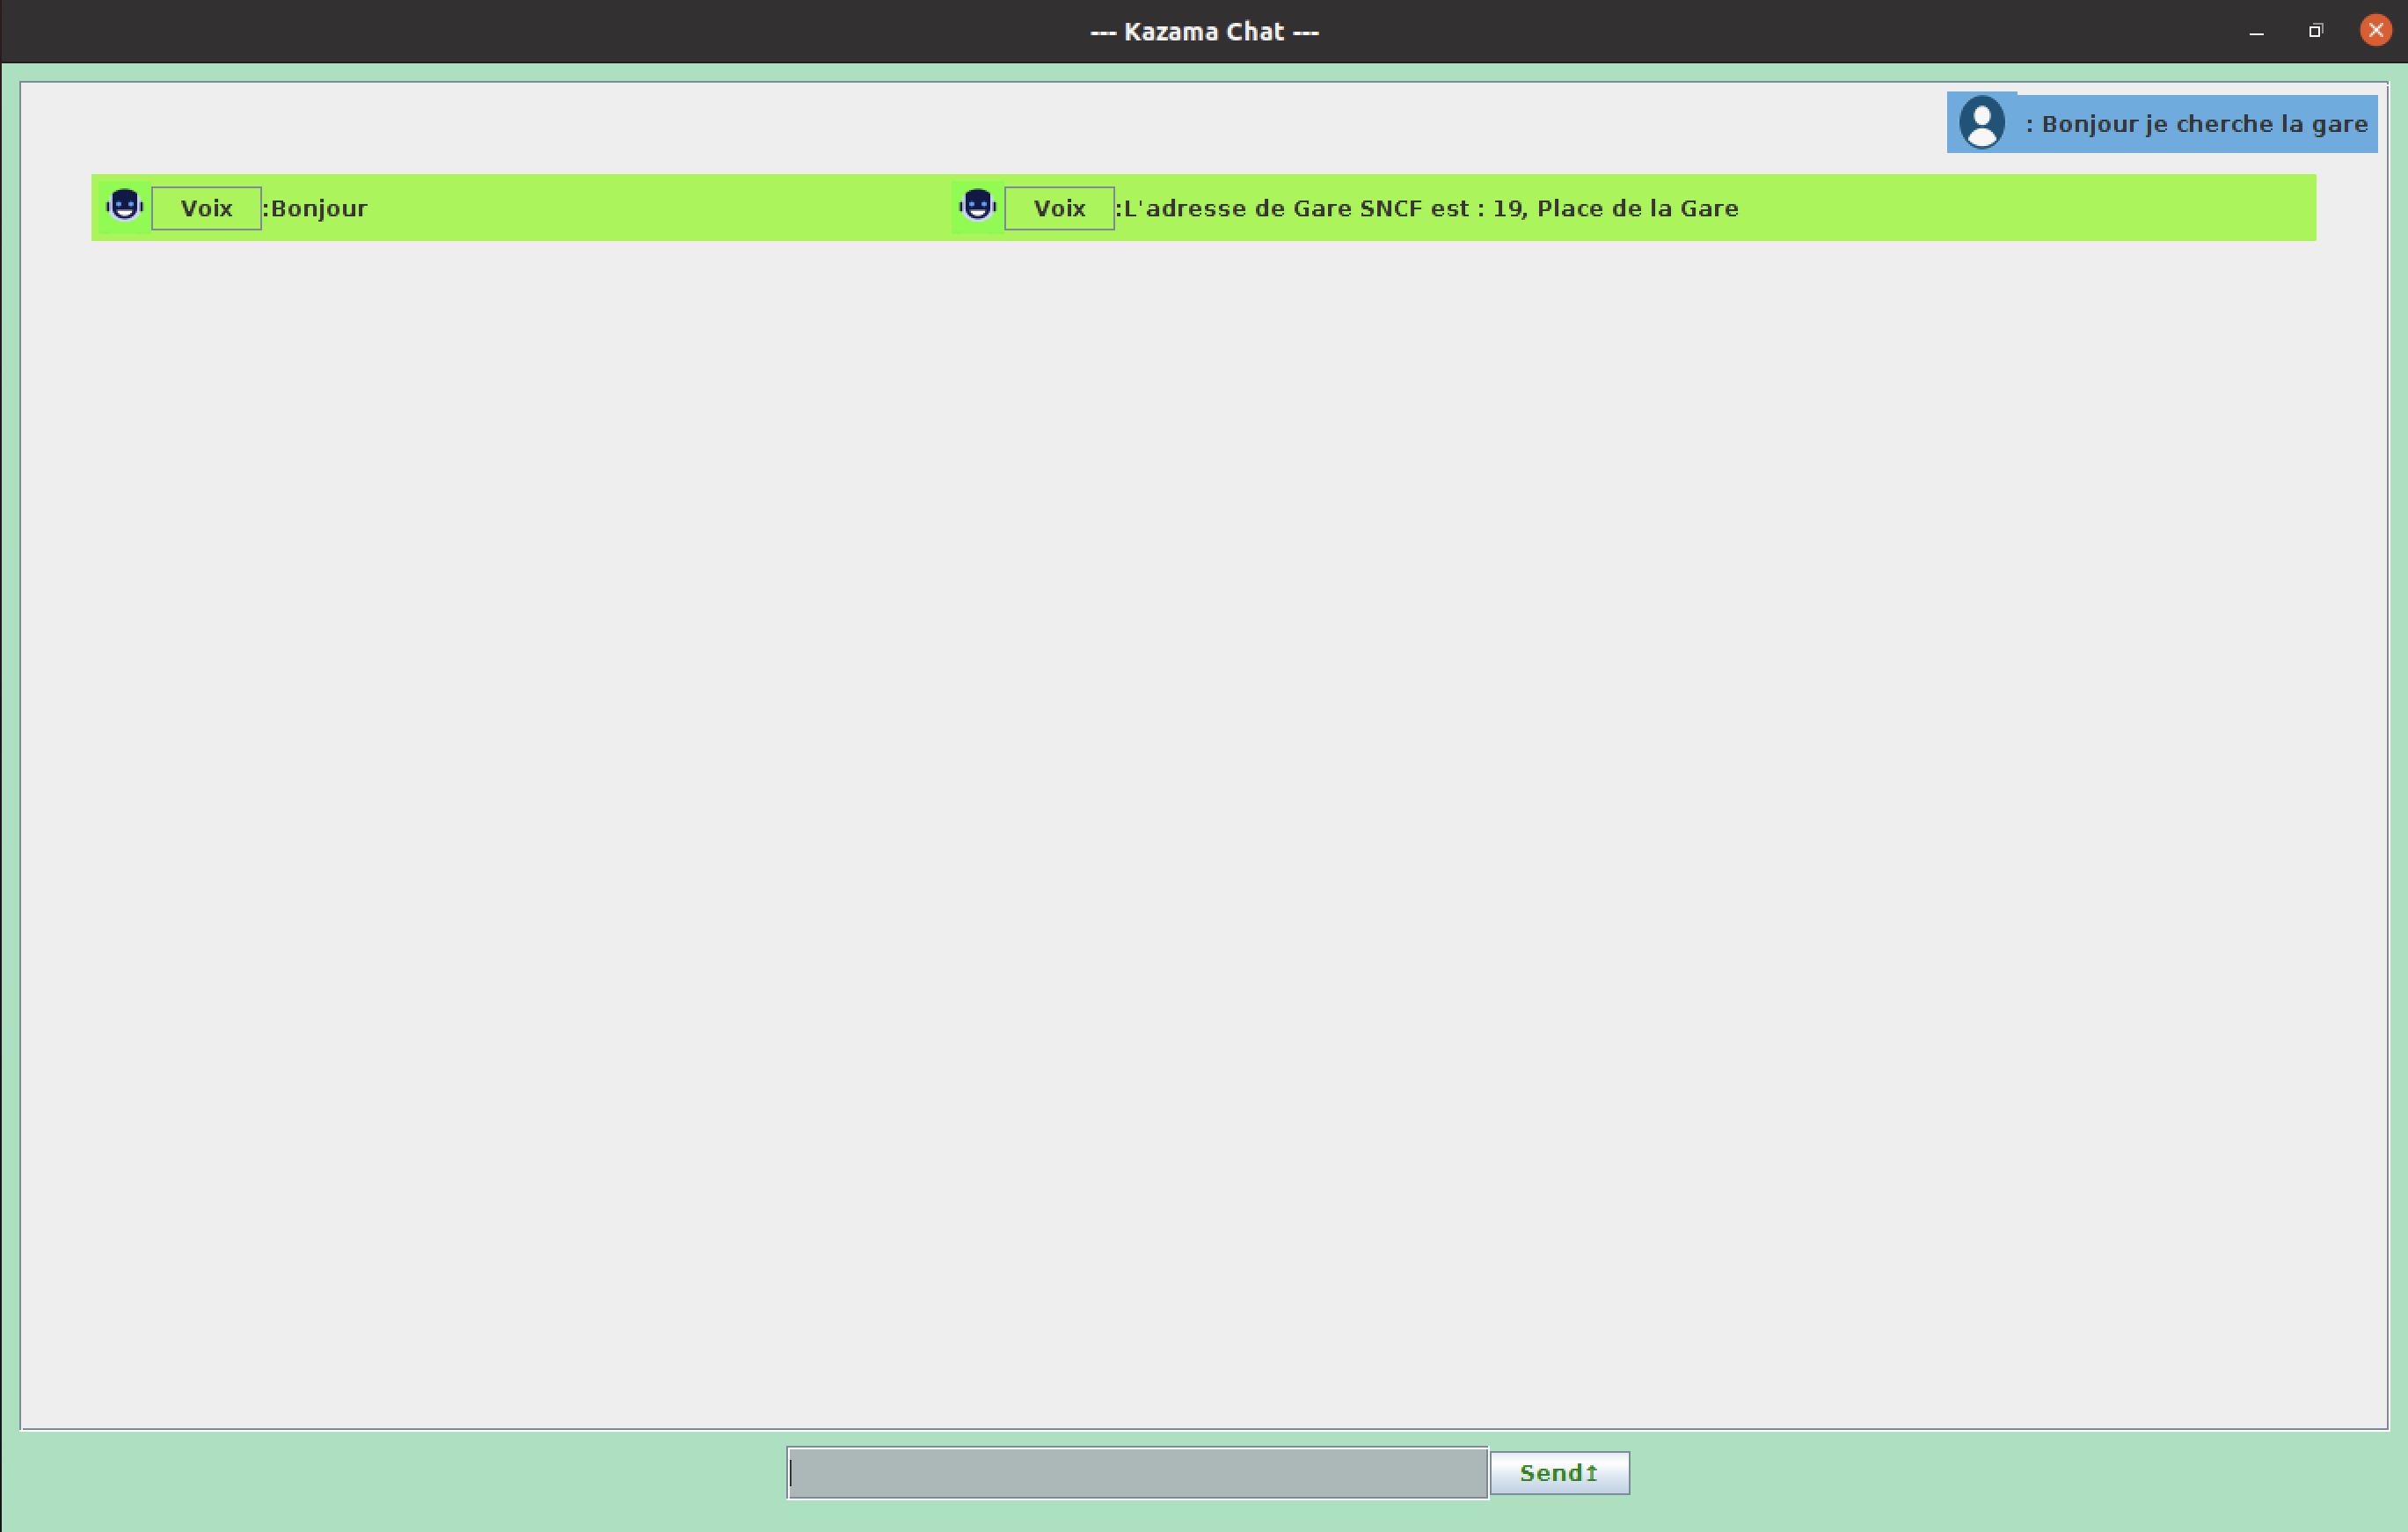 --- Kazama Chat ---
: Bonjour je cherche la gare
Voix :Bonjour
Voix :L'adresse de Gare SNCF est : 19, Place de la Gare
Send↥